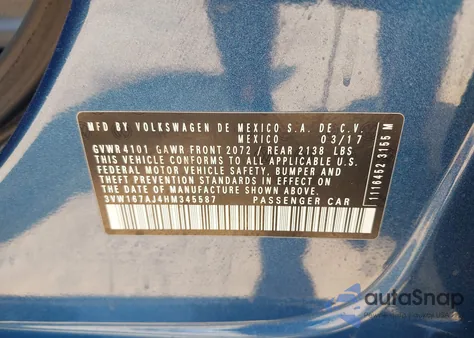 MFD BY VOLKSWAGEN DE MEXICO S.A. DE C.V.
MEXICO 03/17
GVWR4101 GAWR FRONT 2072 / REAR 2138 LBS
THIS VEHICLE CONFORMS TO ALL APPLICABLE U.S.
FEDERAL MOTOR VEHICLE SAFETY, BUMPER AND
THEFT PREVENTION STANDARDS IN EFFECT ON
THE DATE OF MANUFACTURE SHOWN ABOVE.
3VW167AJ4HM345587 PASSENGER CAR
1116452 3155 M
autoSnap